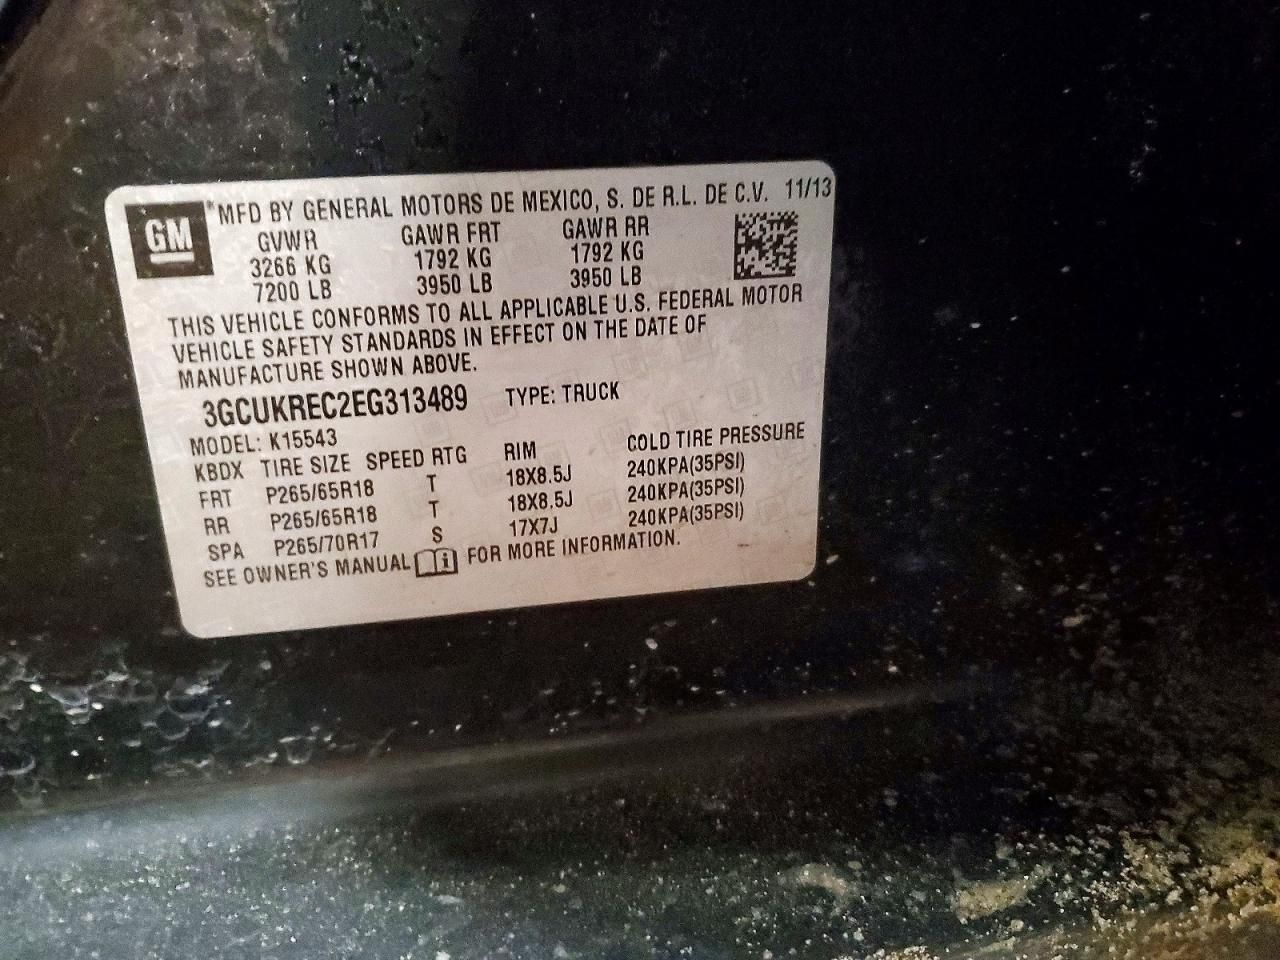 GM
MFD BY GENERAL MOTORS DE MEXICO, S. DE R.L. DE C.V. 11/13
GVWR GAWR FRT GAWR RR
3266 KG 1792 KG 1792 KG
7200 LB 3950 LB 3950 LB
THIS VEHICLE CONFORMS TO ALL APPLICABLE U.S. FEDERAL MOTOR
VEHICLE SAFETY STANDARDS IN EFFECT ON THE DATE OF
MANUFACTURE SHOWN ABOVE.
3GCUKREC2EG313489 TYPE: TRUCK
MODEL: K15543
KBDX TIRE SIZE SPEED RTG RIM COLD TIRE PRESSURE
FRT P265/65R18 T 18X8.5J 240KPA(35PSI)
RR P265/65R18 T 18X8.5J 240KPA(35PSI)
SPA P265/70R17 S 17X7J 240KPA(35PSI)
SEE OWNER'S MANUAL i FOR MORE INFORMATION.